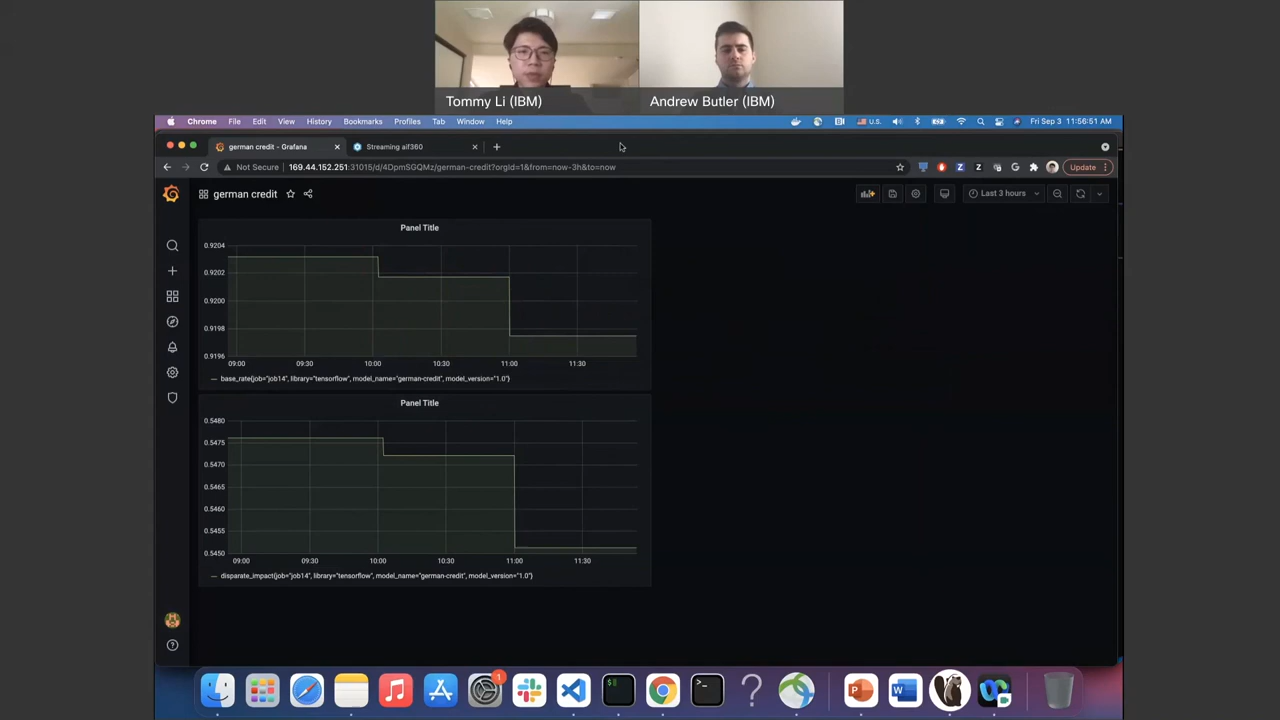 Tommy Li (IBM)
Andrew Butler (IBM)
Chrome File Edit View History Bookmarks Profiles Tab Window Help
U.S. Fri Sep 3 11:56:51 AM
german credit - Grafana
Streaming aif360
Not Secure 169.44.152.251:31015/d/4DpmSGQMz/german-credit?orgId=1&from=now-3h&to=now
Update
german credit
Last 3 hours
Panel Title
0.9204
0.9202
0.9200
0.9198
0.9196
09:00 09:30 10:00 10:30 11:00 11:30
base_rate{job="job14", library="tensorflow", model_name="german-credit", model_version="1.0"}
Panel Title
0.5480
0.5475
0.5470
0.5465
0.5460
0.5455
0.5450
09:00 09:30 10:00 10:30 11:00 11:30
disparate_impact{job="job14", library="tensorflow", model_name="german-credit", model_version="1.0"}
1